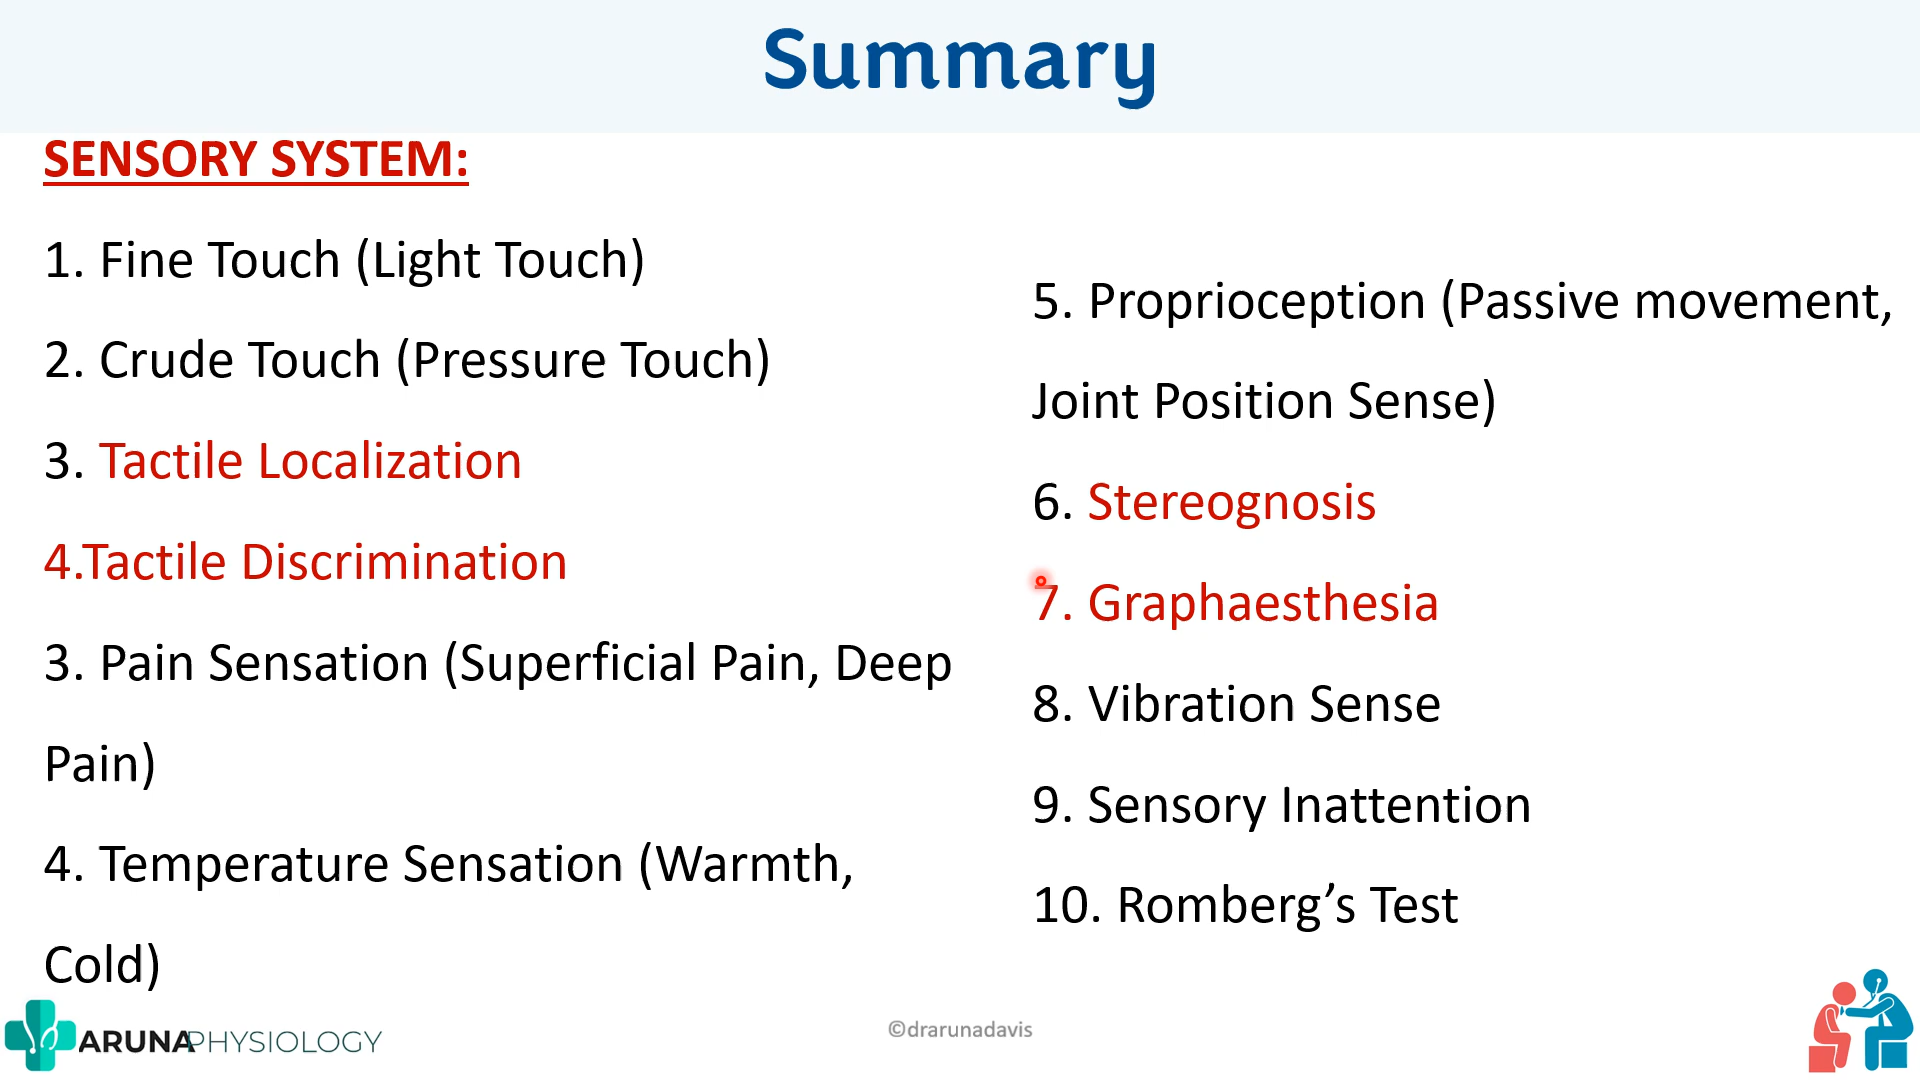 Summary
SENSORY SYSTEM:
1. Fine Touch (Light Touch)
2. Crude Touch (Pressure Touch)
3. Tactile Localization
4.Tactile Discrimination
3. Pain Sensation (Superficial Pain, Deep
Pain)
4. Temperature Sensation (Warmth,
Cold)
5. Proprioception (Passive movement,
Joint Position Sense)
6. Stereognosis
7. Graphaesthesia
8. Vibration Sense
9. Sensory Inattention
10. Romberg’s Test
ARUNAPHYSIOLOGY
©drarunadavis